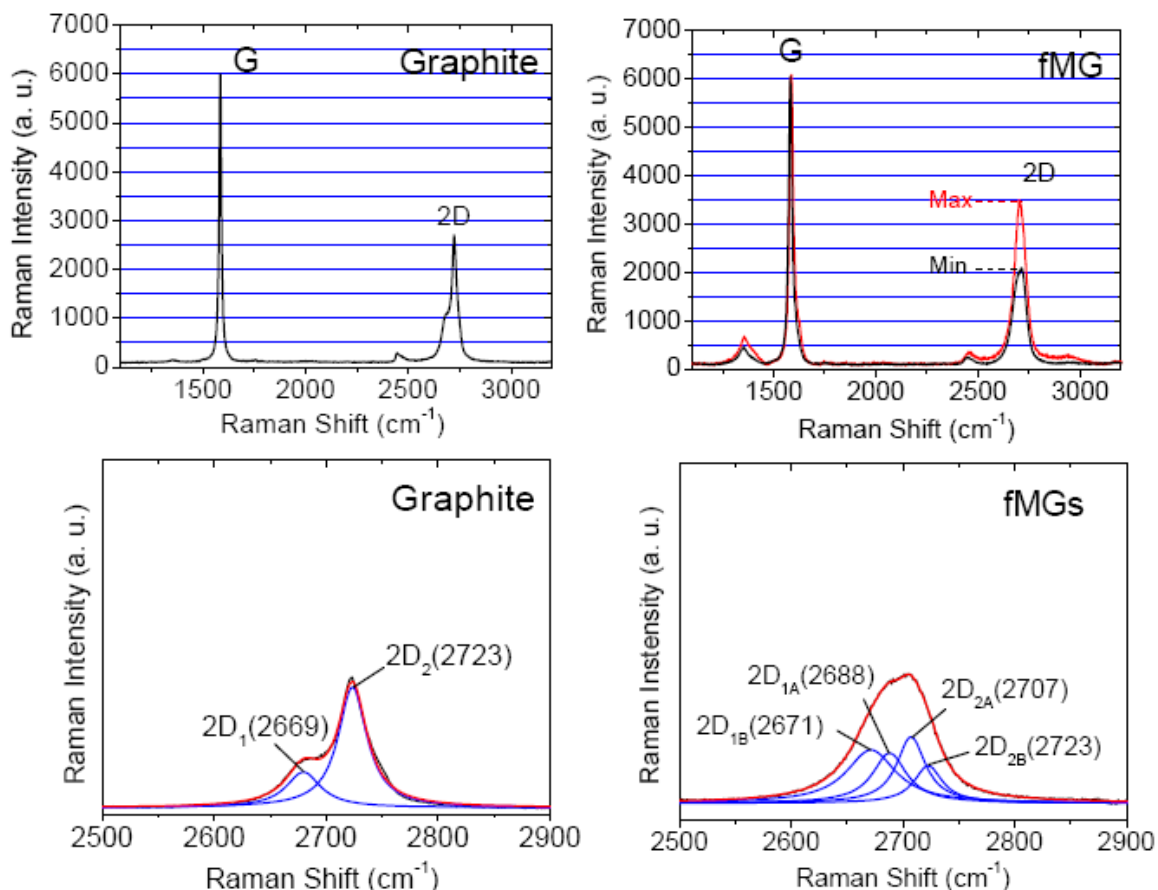 7000
6000
5000
4000
3000
2000
1000
0
Raman Intensity (a. u.)
G
Graphite
2D
1500 2000 2500 3000
Raman Shift (cm⁻¹)
7000
6000
5000
4000
3000
2000
1000
0
Raman Intensity (a. u.)
G
fMG
2D
Max
Min
1500 2000 2500 3000
Raman Shift (cm⁻¹)
Raman Intensity (a. u.)
Graphite
2D₂(2723)
2D₁(2669)
2500 2600 2700 2800 2900
Raman Shift (cm⁻¹)
Raman Instensity (a. u.)
fMGs
2D1A(2688)
2D2A(2707)
2D1B(2671)
2D2B(2723)
2500 2600 2700 2800 2900
Raman Shift (cm⁻¹)